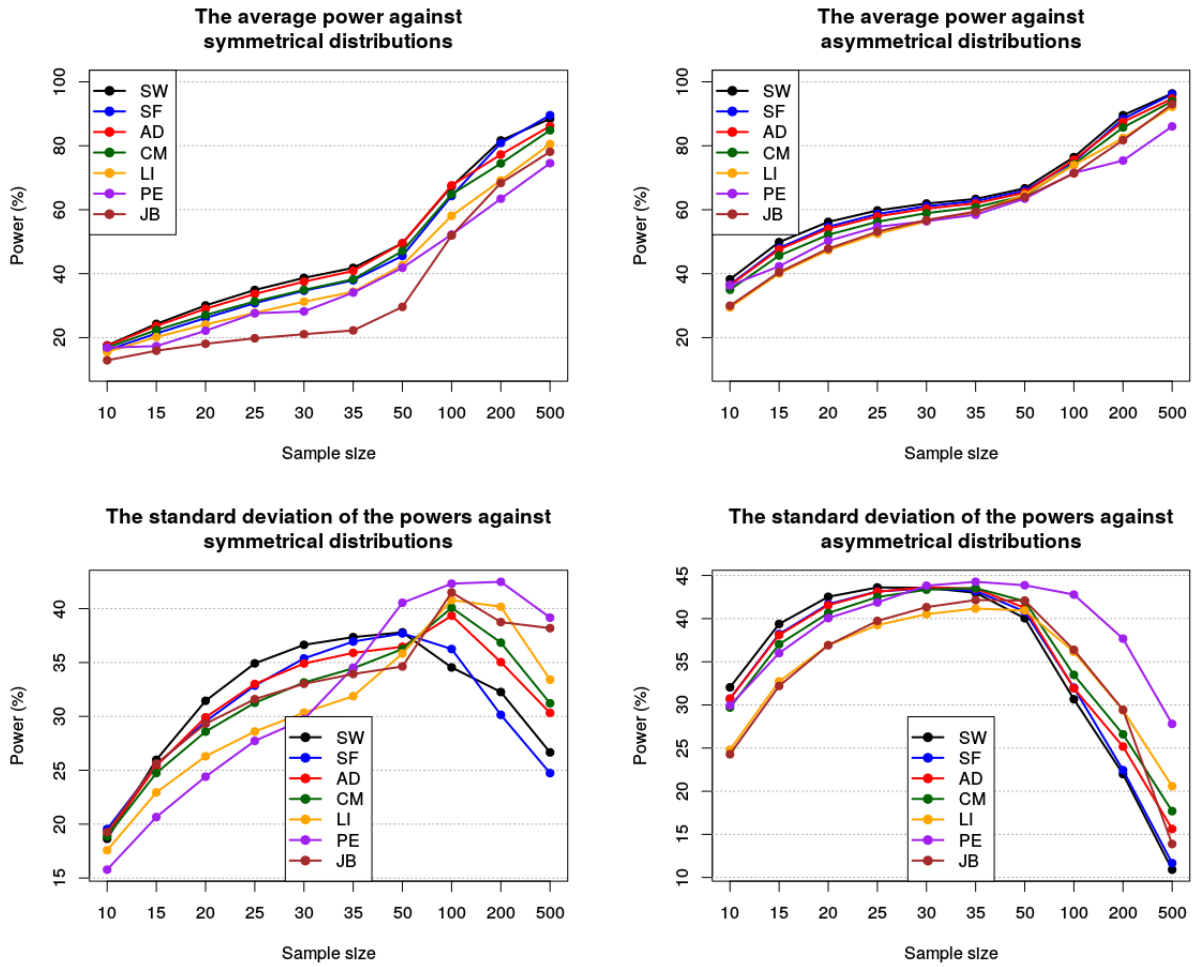 The average power against
symmetrical distributions
Power (%)
100
80
60
40
20
SW
SF
AD
CM
LI
PE
JB
10 15 20 25 30 35 50 100 200 500
Sample size
The average power against
asymmetrical distributions
Power (%)
100
80
60
40
20
SW
SF
AD
CM
LI
PE
JB
10 15 20 25 30 35 50 100 200 500
Sample size
The standard deviation of the powers against
symmetrical distributions
Power (%)
40
35
30
25
20
15
SW
SF
AD
CM
LI
PE
JB
10 15 20 25 30 35 50 100 200 500
Sample size
The standard deviation of the powers against
asymmetrical distributions
Power (%)
45
40
35
30
25
20
15
10
SW
SF
AD
CM
LI
PE
JB
10 15 20 25 30 35 50 100 200 500
Sample size